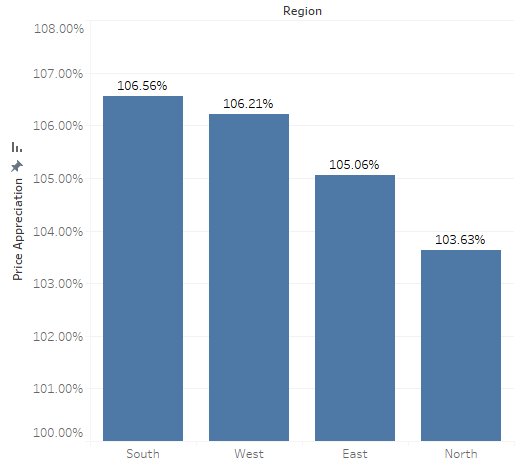 Region
108.00%
107.00%
106.00%
105.00%
104.00%
103.00%
102.00%
101.00%
100.00%
Price Appreciation
106.56%
106.21%
105.06%
103.63%
South
West
East
North